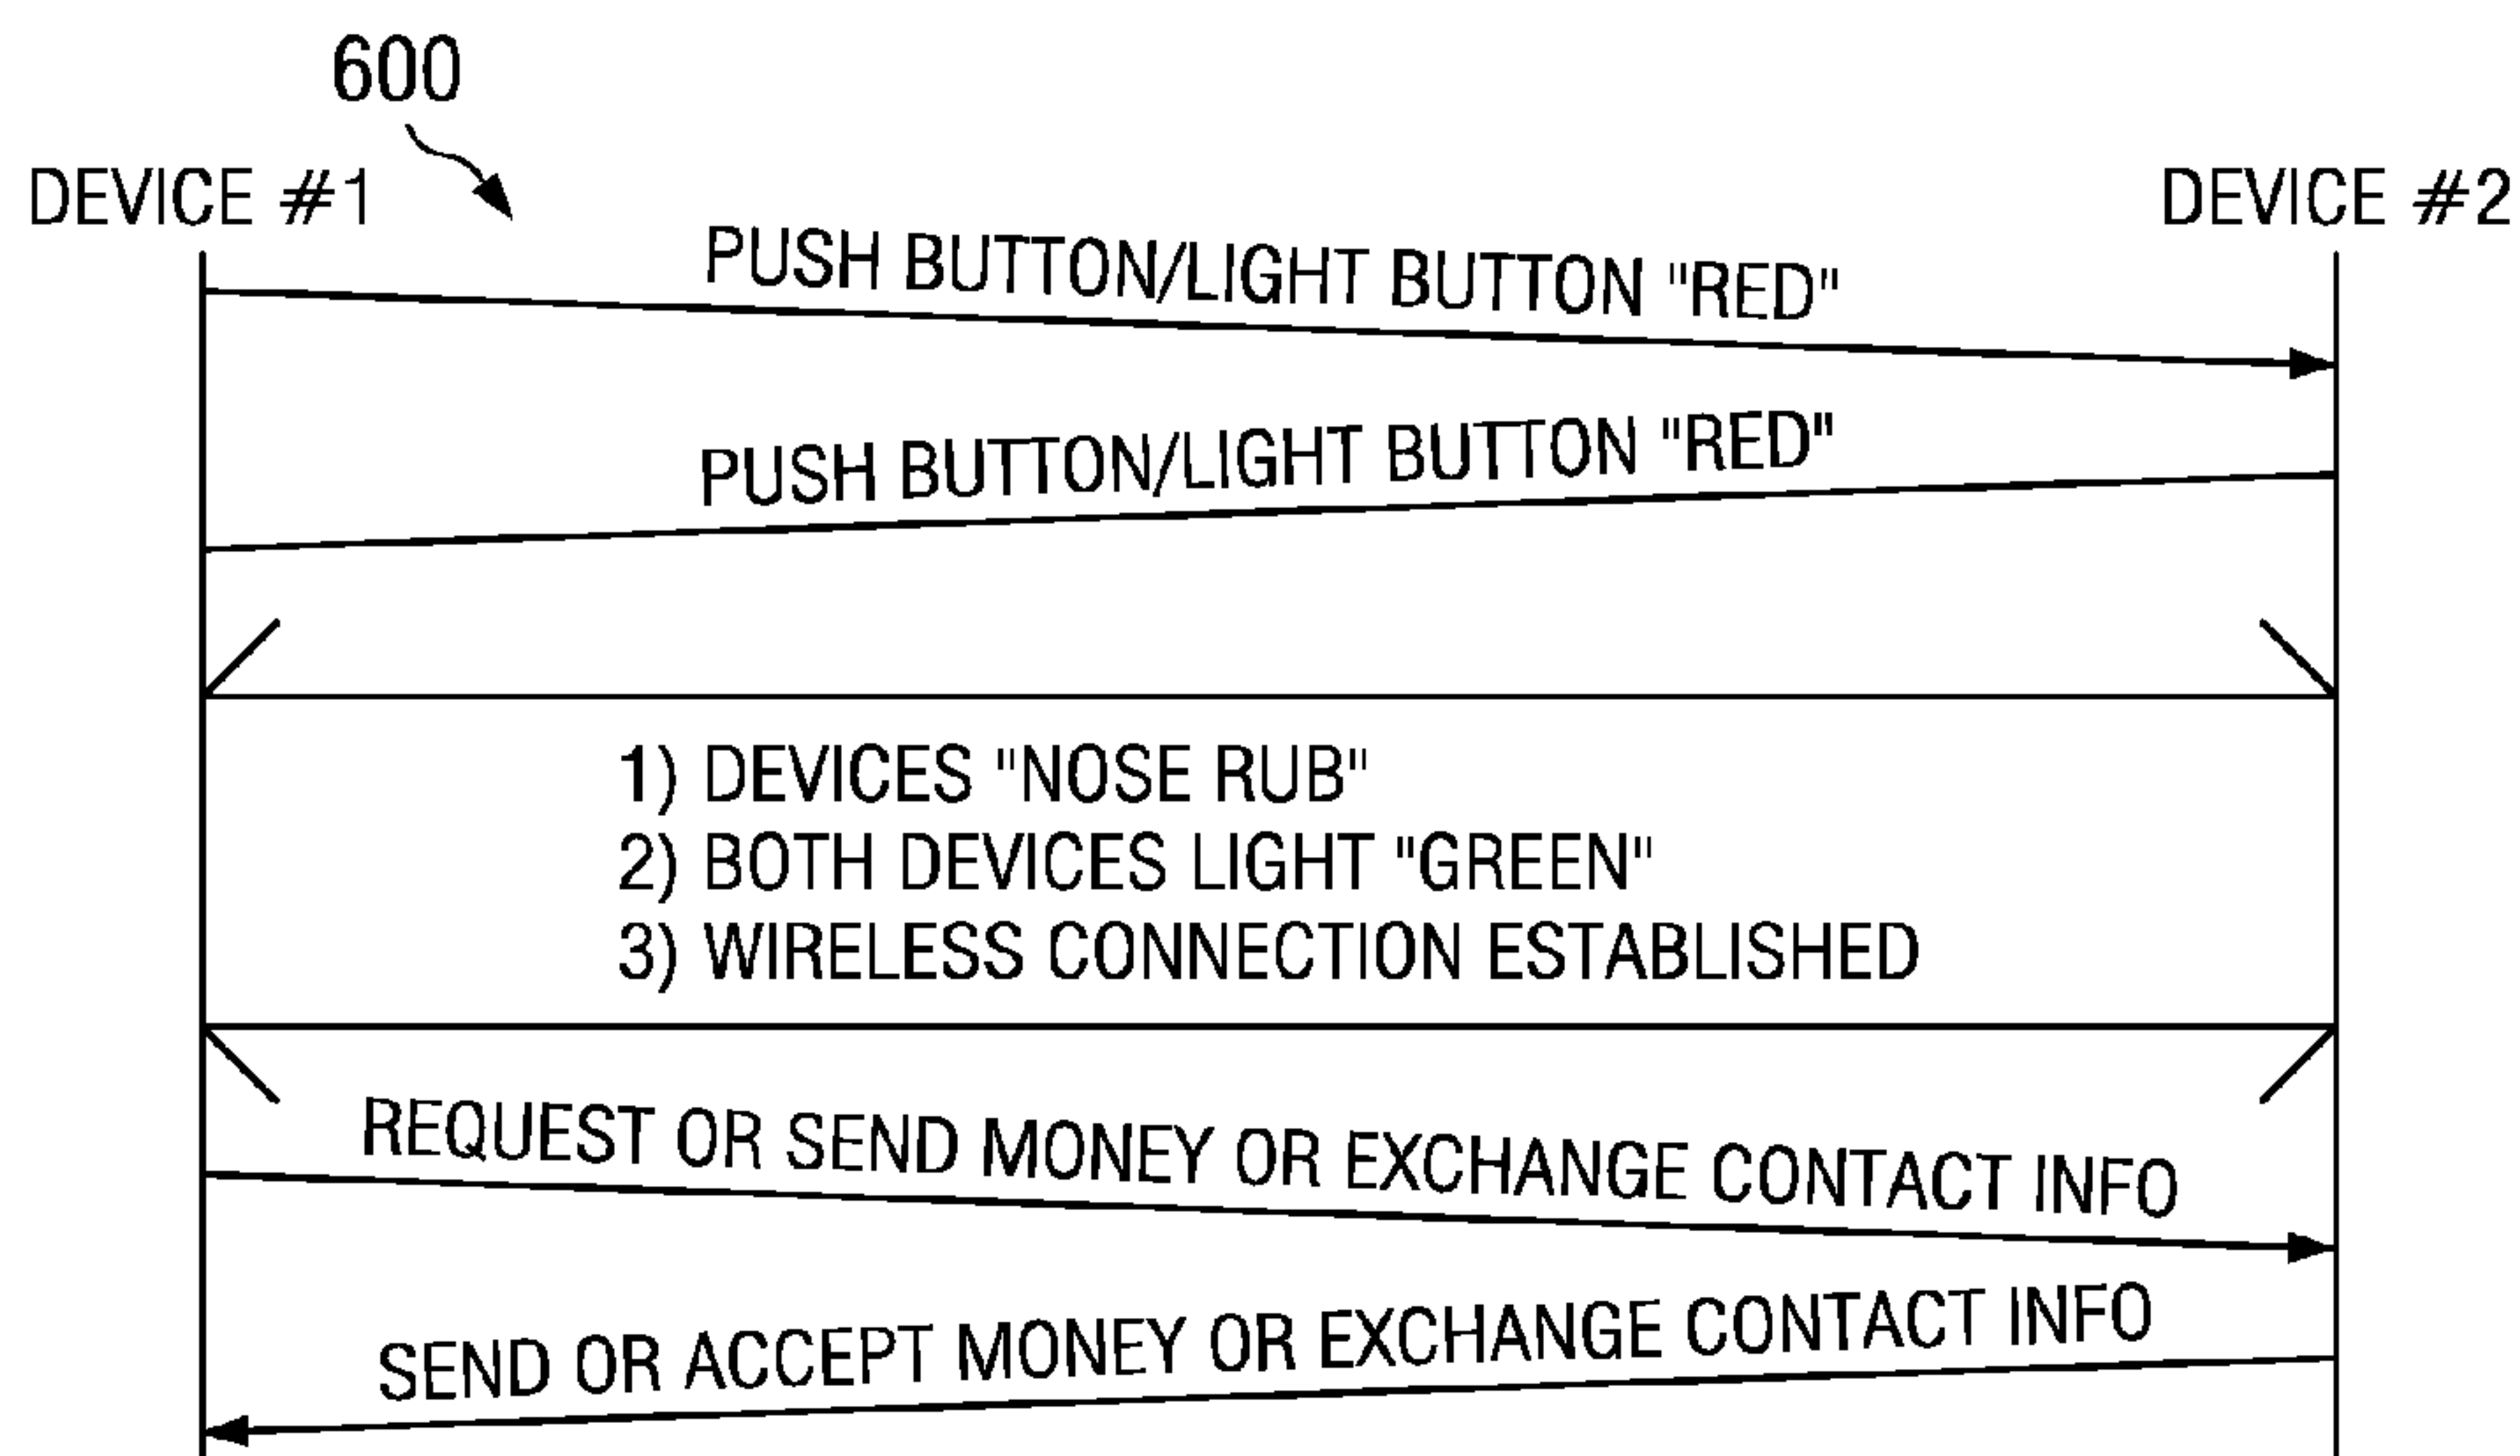 600
DEVICE #1
DEVICE #2
PUSH BUTTON/LIGHT BUTTON "RED"
PUSH BUTTON/LIGHT BUTTON "RED"
1) DEVICES "NOSE RUB"
2) BOTH DEVICES LIGHT "GREEN"
3) WIRELESS CONNECTION ESTABLISHED
REQUEST OR SEND MONEY OR EXCHANGE CONTACT INFO
SEND OR ACCEPT MONEY OR EXCHANGE CONTACT INFO